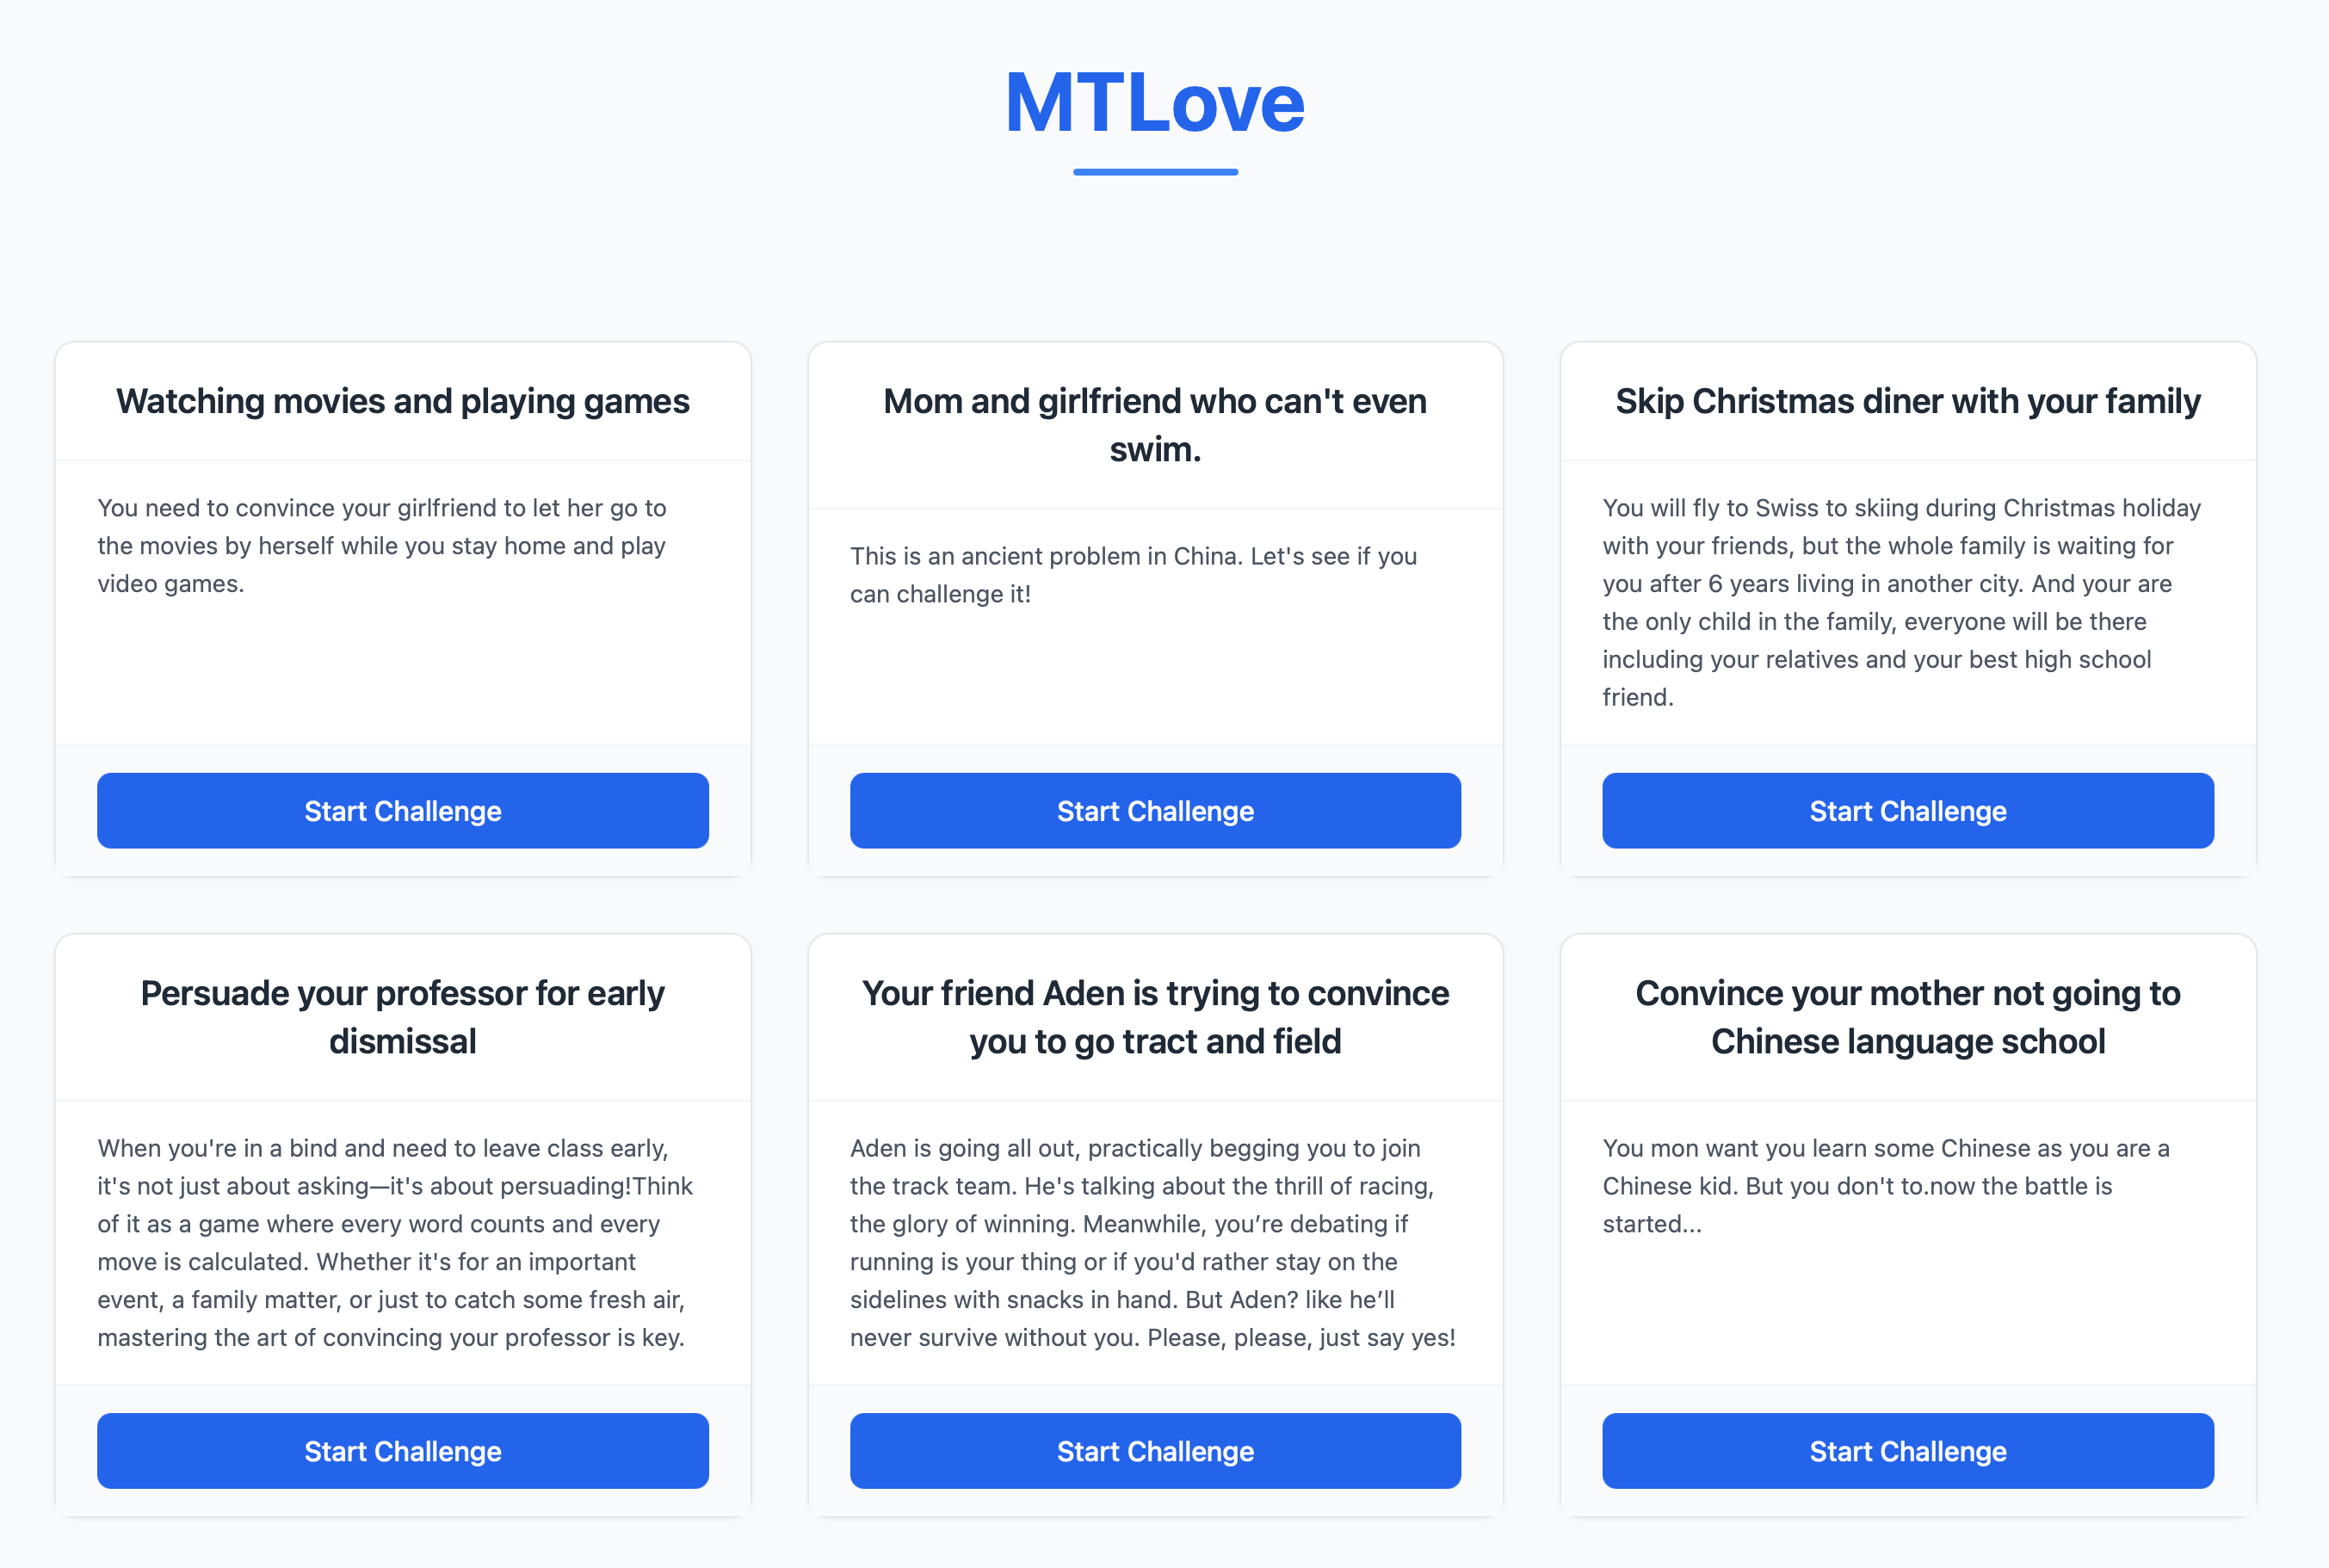 MTLove
Watching movies and playing games
You need to convince your girlfriend to let her go to
the movies by herself while you stay home and play
video games.
Start Challenge
Mom and girlfriend who can't even
swim.
This is an ancient problem in China. Let's see if you
can challenge it!
Start Challenge
Skip Christmas diner with your family
You will fly to Swiss to skiing during Christmas holiday
with your friends, but the whole family is waiting for
you after 6 years living in another city. And your are
the only child in the family, everyone will be there
including your relatives and your best high school
friend.
Start Challenge
Persuade your professor for early
dismissal
When you're in a bind and need to leave class early,
it's not just about asking—it's about persuading!Think
of it as a game where every word counts and every
move is calculated. Whether it's for an important
event, a family matter, or just to catch some fresh air,
mastering the art of convincing your professor is key.
Start Challenge
Your friend Aden is trying to convince
you to go tract and field
Aden is going all out, practically begging you to join
the track team. He's talking about the thrill of racing,
the glory of winning. Meanwhile, you’re debating if
running is your thing or if you'd rather stay on the
sidelines with snacks in hand. But Aden? like he’ll
never survive without you. Please, please, just say yes!
Start Challenge
Convince your mother not going to
Chinese language school
You mon want you learn some Chinese as you are a
Chinese kid. But you don't to.now the battle is
started...
Start Challenge